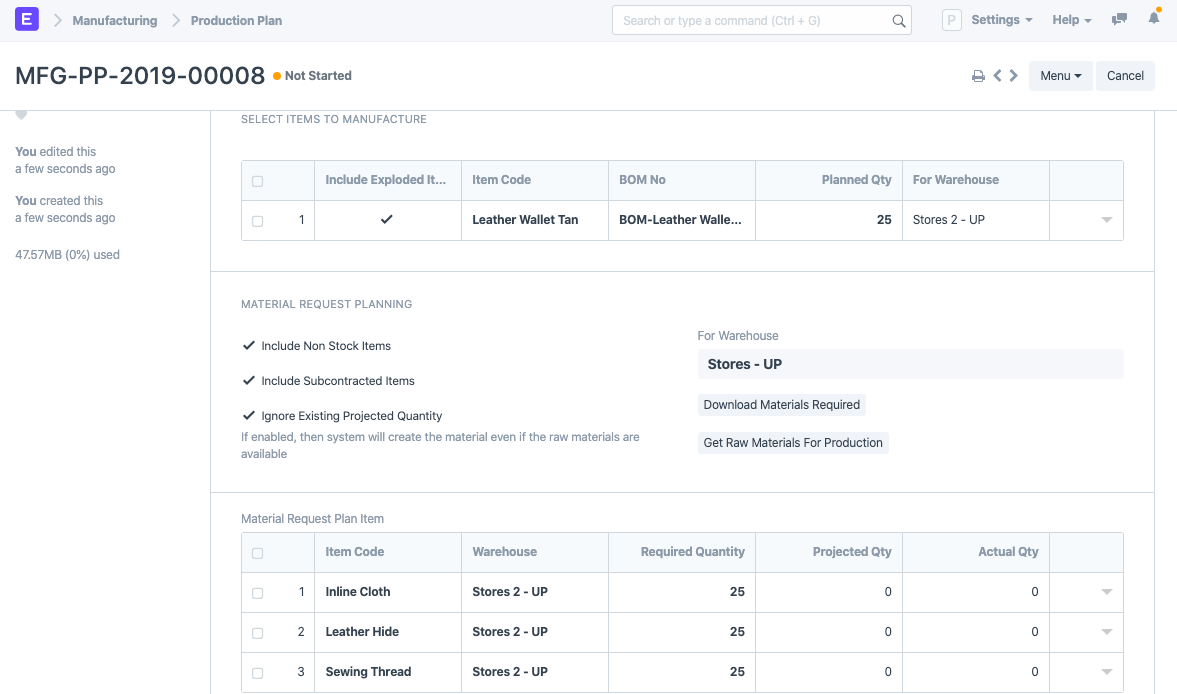 E Manufacturing Production Plan Search or type a command (Ctrl + G) P Settings Help
MFG-PP-2019-00008 Not Started Menu Cancel
You edited this
a few seconds ago
You created this
a few seconds ago
47.57MB (0%) used
SELECT ITEMS TO MANUFACTURE
Include Exploded It... Item Code BOM No Planned Qty For Warehouse
1 Leather Wallet Tan BOM-Leather Walle... 25 Stores 2 - UP
MATERIAL REQUEST PLANNING
Include Non Stock Items
Include Subcontracted Items
Ignore Existing Projected Quantity
If enabled, then system will create the material even if the raw materials are
available
For Warehouse
Stores - UP
Download Materials Required
Get Raw Materials For Production
Material Request Plan Item
Item Code Warehouse Required Quantity Projected Qty Actual Qty
1 Inline Cloth Stores 2 - UP 25 0 0
2 Leather Hide Stores 2 - UP 25 0 0
3 Sewing Thread Stores 2 - UP 25 0 0